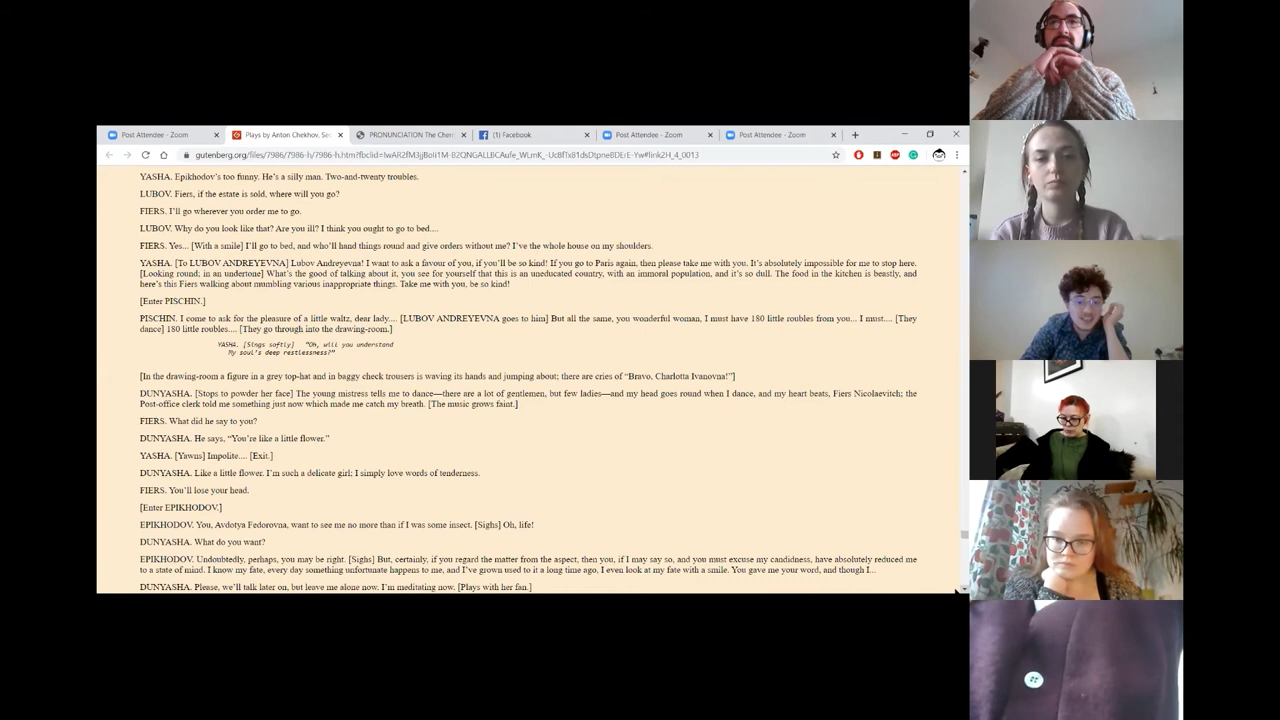 Post Attendee - Zoom
Plays by Anton Chekhov, Sec
PRONUNCIATION The Cher
(1) Facebook
Post Attendee - Zoom
Post Attendee - Zoom
YASHA. Epikhodov's too funny. He's a silly man. Two-and-twenty troubles.
LUBOV. Fiers, if the estate is sold, where will you go?
FIERS. I'll go wherever you order me to go.
LUBOV. Why do you look like that? Are you ill? I think you ought to go to bed....
FIERS. Yes... [With a smile] I'll go to bed, and who'll hand things round and give orders without me? I've the whole house on my shoulders.
YASHA. [To LUBOV ANDREYEVNA] Lubov Andreyevna! I want to ask a favour of you, if you'll be so kind! If you go to Paris again, then please take me with you. It's absolutely impossible for me to stop here.
[Looking round; in an undertone] What's the good of talking about it, you see for yourself that this is an uneducated country, with an immoral population, and it's so dull. The food in the kitchen is beastly, and
here's this Fiers walking about mumbling various inappropriate things. Take me with you, be so kind!
[Enter PISCHIN.]
PISCHIN. I come to ask for the pleasure of a little waltz, dear lady.... [LUBOV ANDREYEVNA goes to him] But all the same, you wonderful woman, I must have 180 little roubles from you... I must.... [They
dance] 180 little roubles.... [They go through into the drawing-room.]
YASHA. [Sings softly] "Oh, will you understand
My soul's deep restlessness?"
[In the drawing-room a figure in a grey top-hat and in baggy check trousers is waving its hands and jumping about; there are cries of "Bravo, Charlotta Ivanovna!"]
DUNYASHA. [Stops to powder her face] The young mistress tells me to dance—there are a lot of gentlemen, but few ladies—and my head goes round when I dance, and my heart beats, Fiers Nicolaevitch; the
Post-office clerk told me something just now which made me catch my breath. [The music grows faint.]
FIERS. What did he say to you?
DUNYASHA. He says, "You're like a little flower."
YASHA. [Yawns] Impolite.... [Exit.]
DUNYASHA. Like a little flower. I'm such a delicate girl; I simply love words of tenderness.
FIERS. You'll lose your head.
[Enter EPIKHODOV.]
EPIKHODOV. You, Avdotya Fedorovna, want to see me no more than if I was some insect. [Sighs] Oh, life!
DUNYASHA. What do you want?
EPIKHODOV. Undoubtedly, perhaps, you may be right. [Sighs] But, certainly, if you regard the matter from the aspect, then you, if I may say so, and you must excuse my candidness, have absolutely reduced me
to a state of mind. I know my fate, every day something unfortunate happens to me, and I've grown used to it a long time ago, I even look at my fate with a smile. You gave me your word, and though I...
DUNYASHA. Please, we'll talk later on, but leave me alone now. I'm meditating now. [Plays with her fan.]